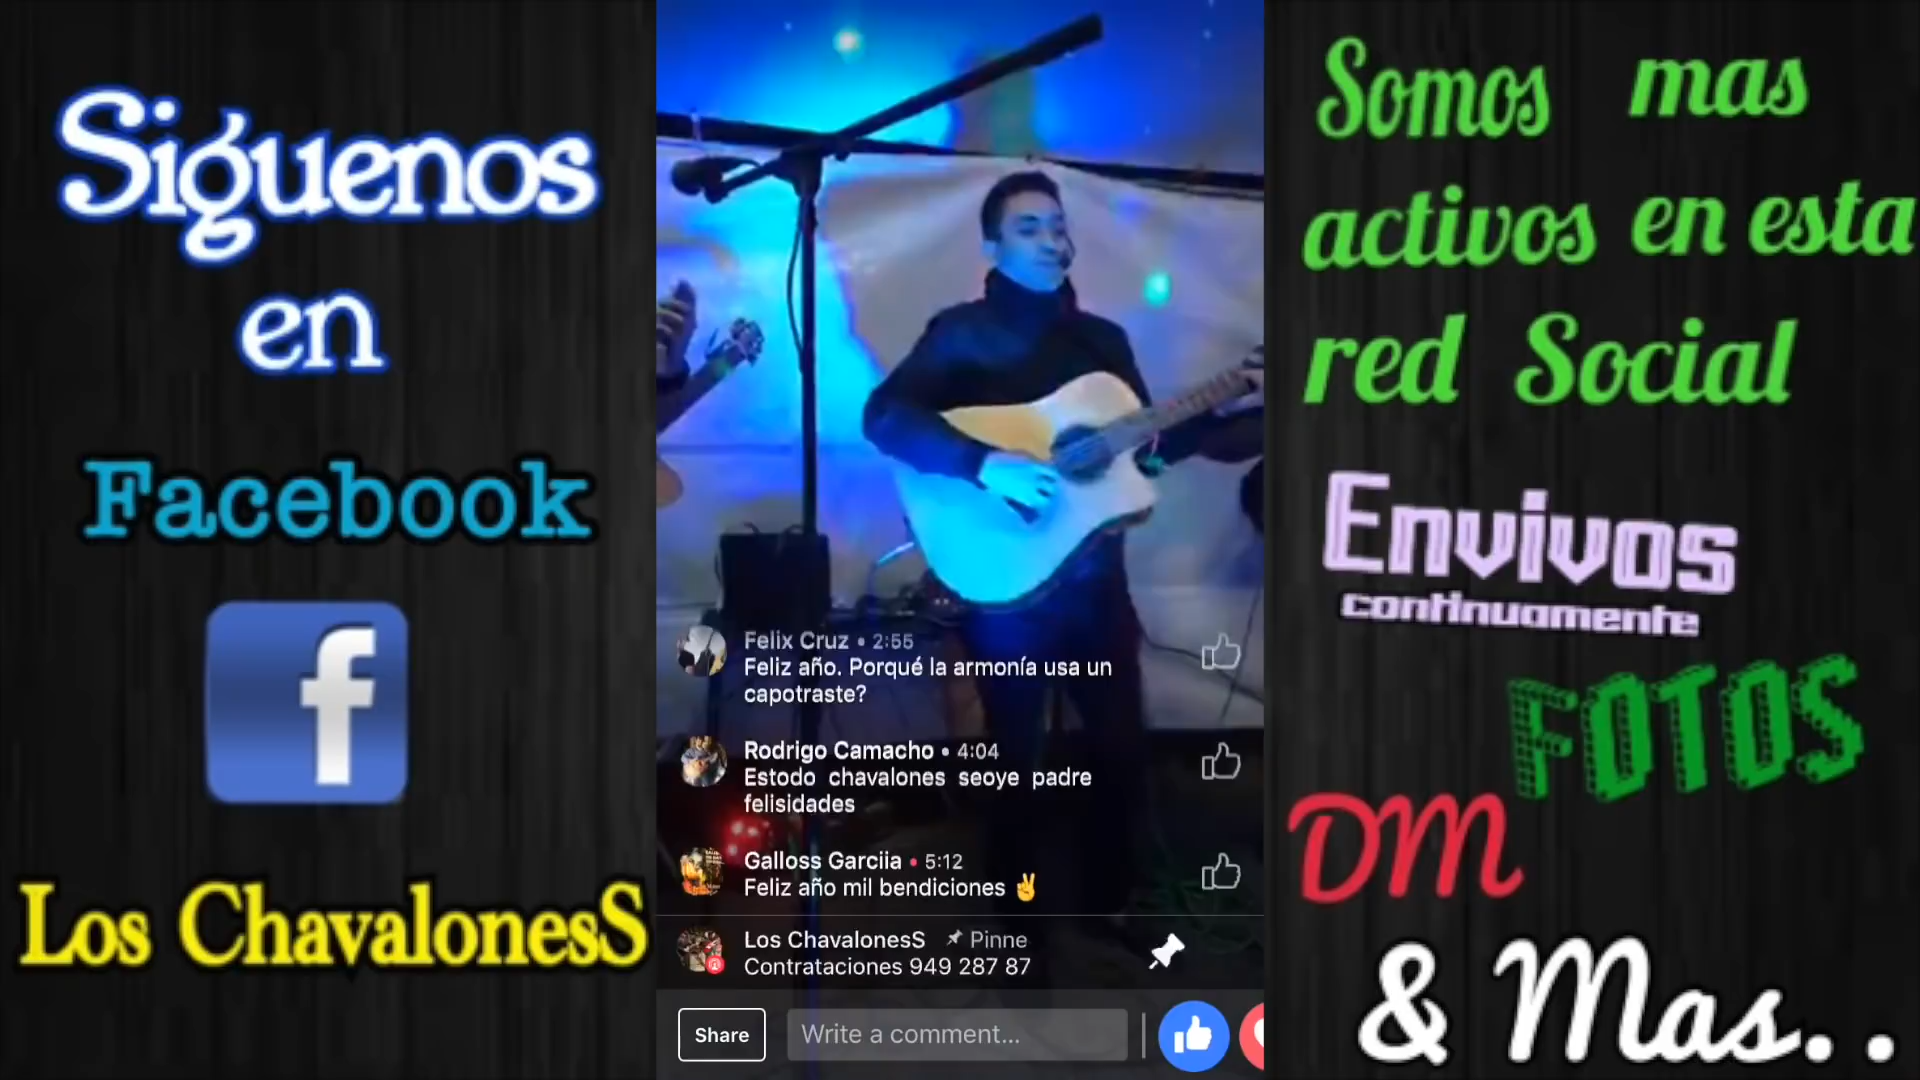 Siguenos
en
Facebook
f
Los ChavalonesS
Felix Cruz • 2:55
Feliz año. Porqué la armonía usa un
capotraste?
Rodrigo Camacho • 4:04
Estodo chavalones seoye padre
felisidades
Galloss Garciia • 5:12
Feliz año mil bendiciones ✌
Los ChavalonesS Pinne
Contrataciones 949 287 87
Share
Write a comment...
Somos mas
activos en esta
red Social
Envivos
continuamente
FOTOS
DM
& Mas..